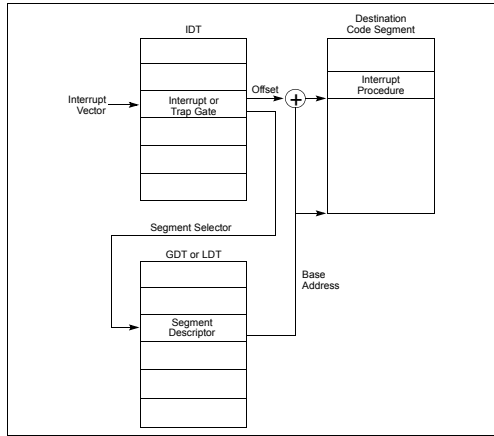 IDT
Destination
Code Segment
Interrupt
Vector
Interrupt or
Trap Gate
Offset
+
Interrupt
Procedure
Segment Selector
GDT or LDT
Segment
Descriptor
Base
Address